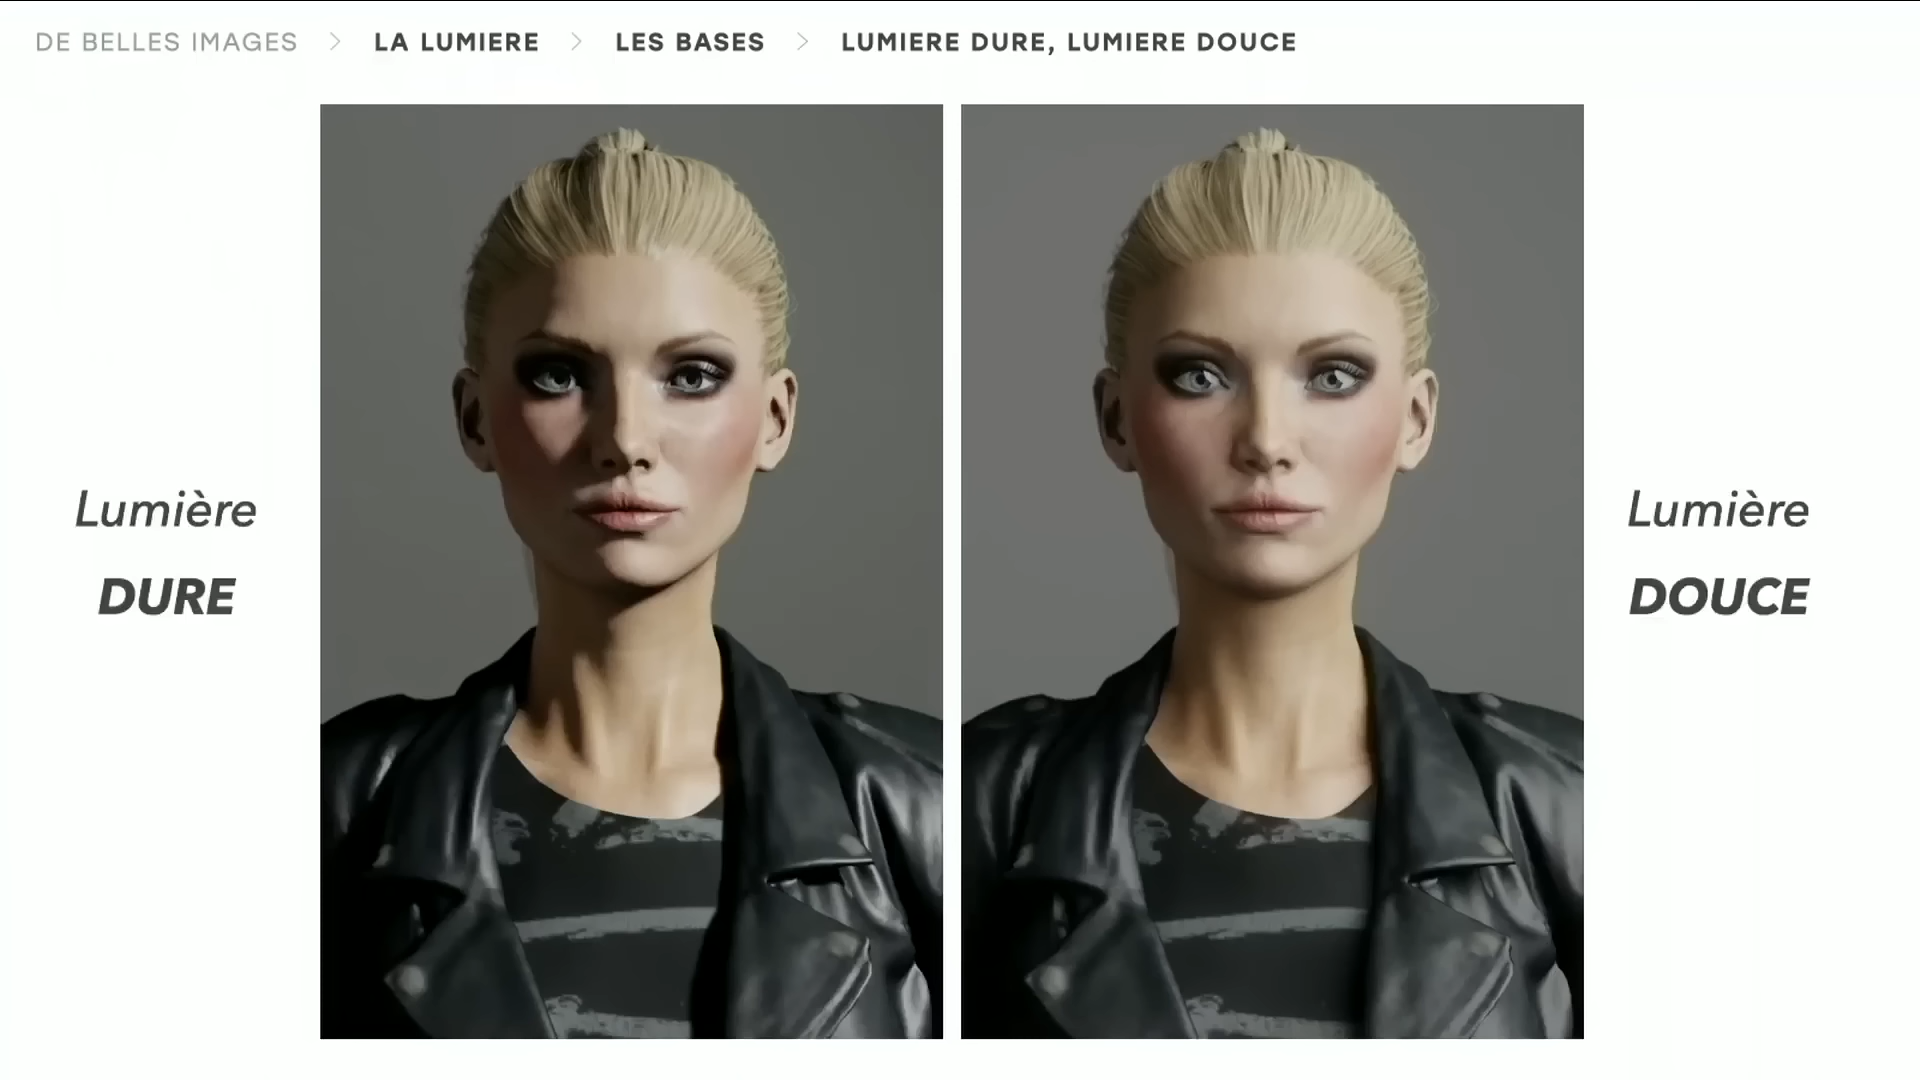 DE BELLES IMAGES > LA LUMIERE > LES BASES > LUMIERE DURE, LUMIERE DOUCE
Lumière
DURE
Lumière
DOUCE